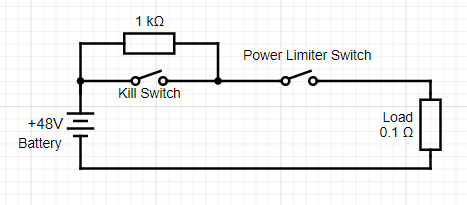 1 kΩ
Power Limiter Switch
Kill Switch
+48V
Battery
Load
0.1 Ω